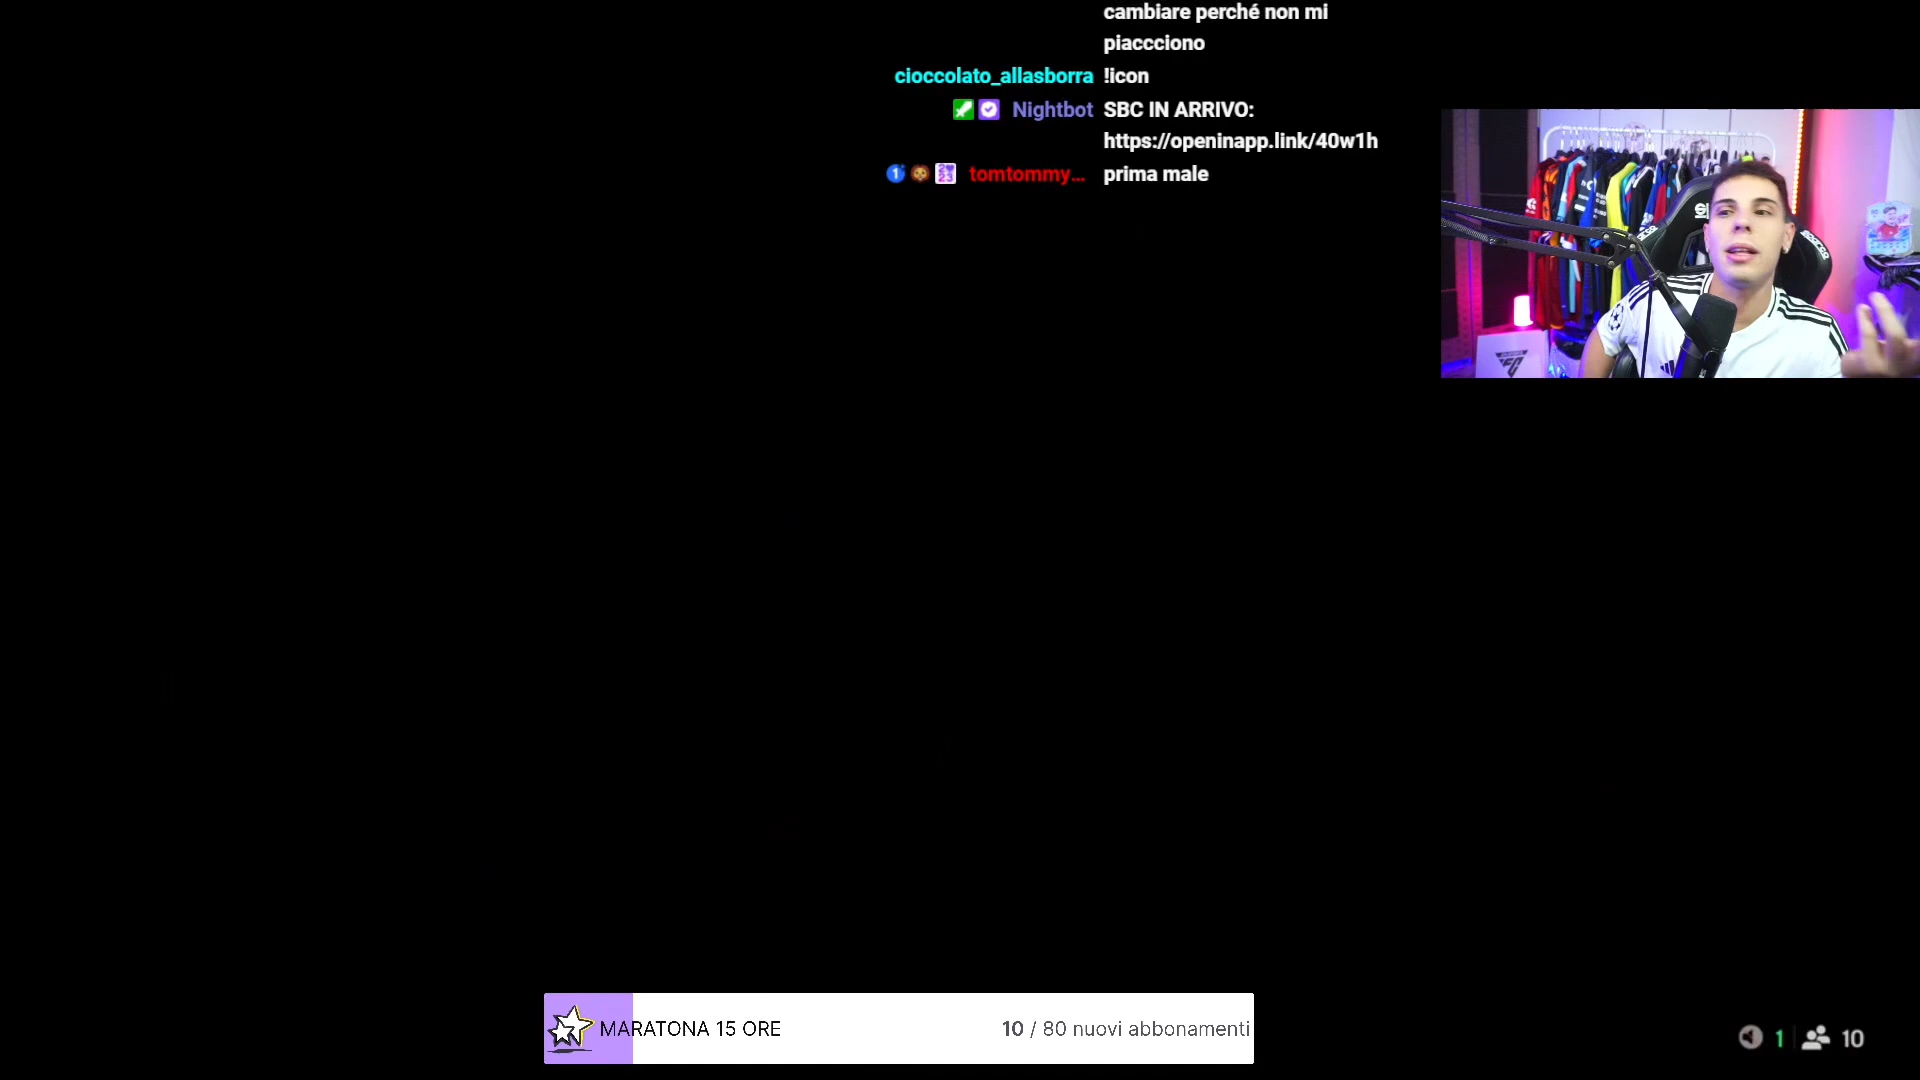 cambiare perché non mi
piaccciono
cioccolato_allasborra !icon
Nightbot SBC IN ARRIVO:
https://openinapp.link/40w1h
tomtommy... prima male
MARATONA 15 ORE 10 / 80 nuovi abbonamenti
1 10